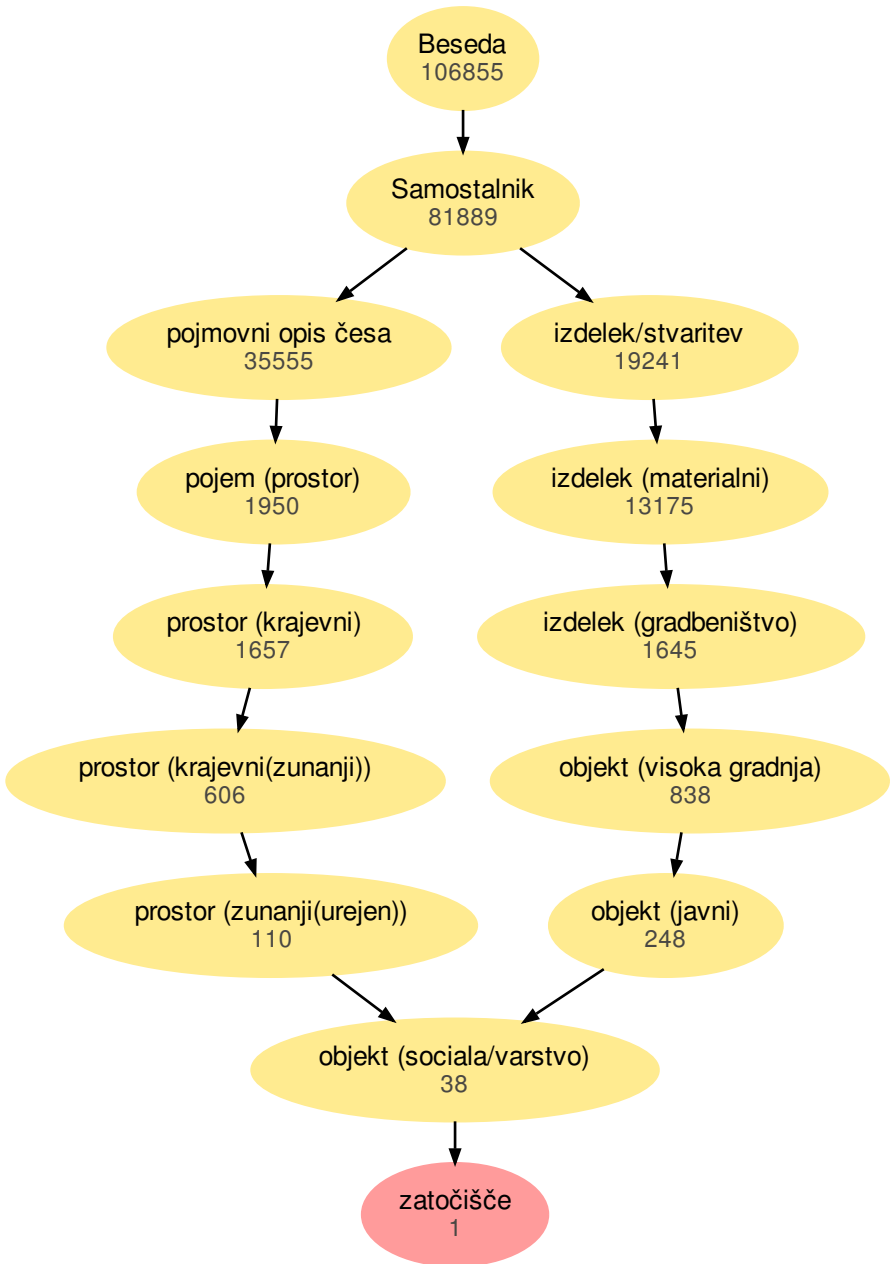 Beseda
106855
Samostalnik
81889
pojmovni opis česa
35555
izdelek/stvaritev
19241
pojem (prostor)
1950
izdelek (materialni)
13175
prostor (krajevni)
1657
izdelek (gradbeništvo)
1645
prostor (krajevni(zunanji))
606
objekt (visoka gradnja)
838
prostor (zunanji(urejen))
110
objekt (javni)
248
objekt (sociala/varstvo)
38
zatočišče
1